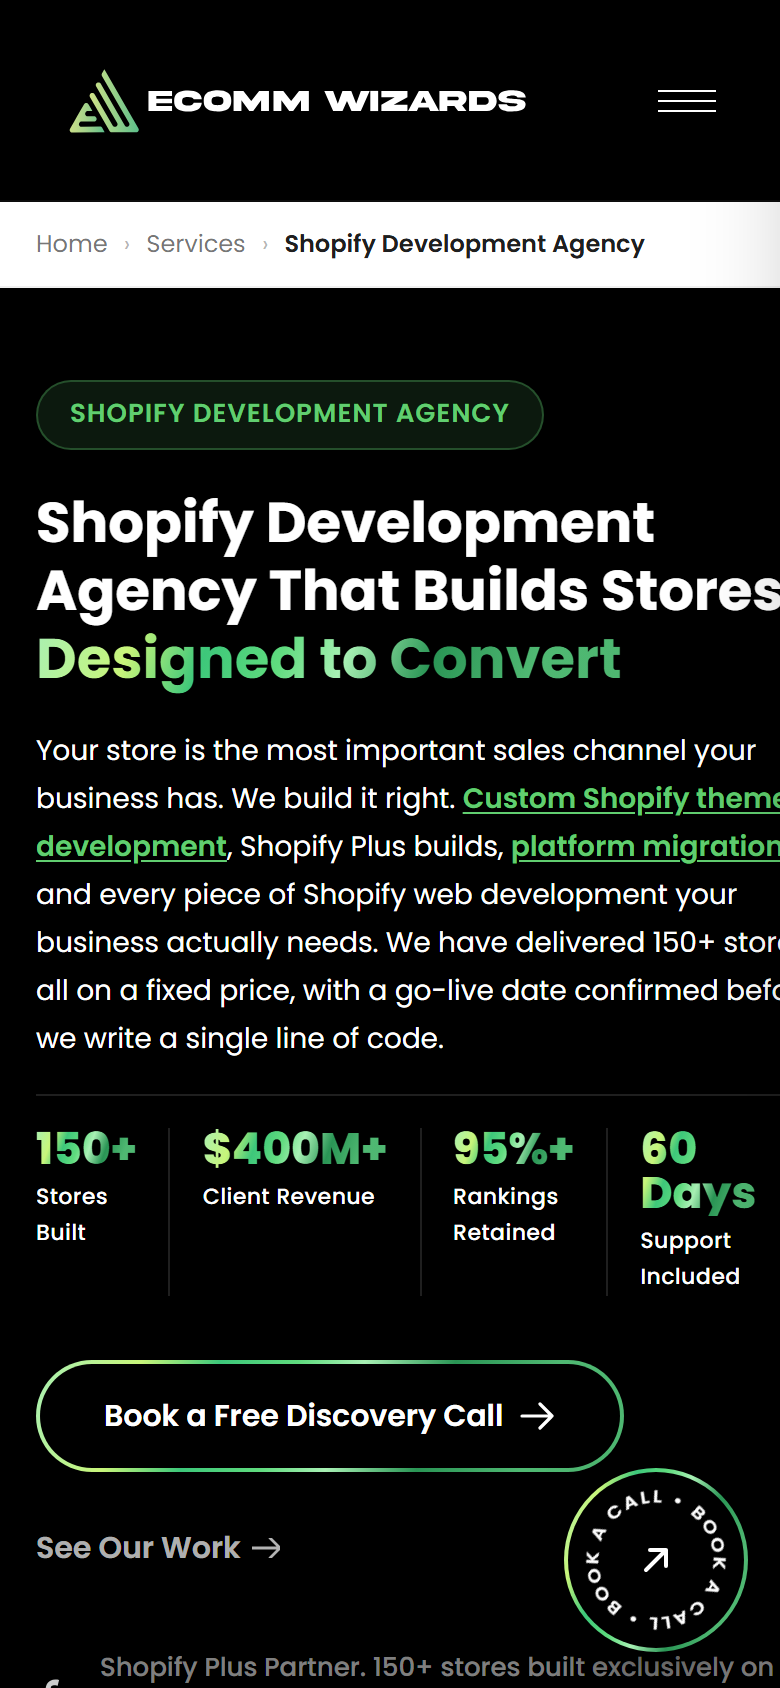 ECOMM WIZARDS
Home › Services › Shopify Development Agency
SHOPIFY DEVELOPMENT AGENCY
Shopify Development
Agency That Builds Stores
Designed to Convert
Your store is the most important sales channel your
business has. We build it right. Custom Shopify theme
development, Shopify Plus builds, platform migration
and every piece of Shopify web development your
business actually needs. We have delivered 150+
all on a fixed price, with a go-live date confirmed
we write a single line of code.
150+
Stores
Built
$400M+
Client Revenue
95%+
Rankings
Retained
60
Days
Support
Included
Book a Free Discovery Call →
See Our Work →
BOOK A CALL • BOOK A CALL •
Shopify Plus Partner. 150+ stores built exclusively on